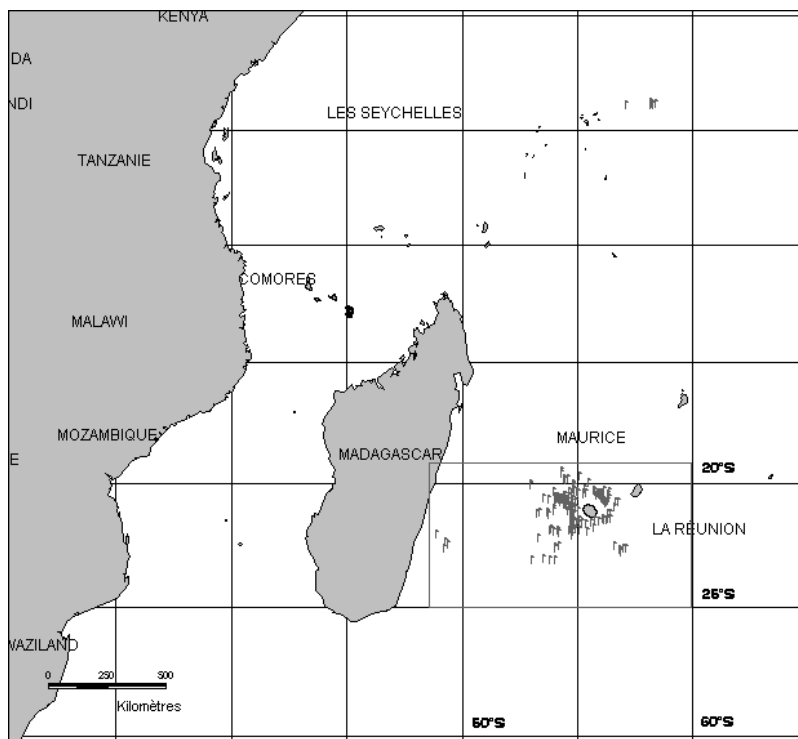 KENYA
DA
LES SEYCHELLES
NDI
TANZANIE
COMORES
MALAWI
MOZAMBIQUE
MAURICE
MADAGASCAR
E
20°S
LA RÉUNION
25°S
WAZILAND
0 250 500
Kilomètres
50°S
60°S